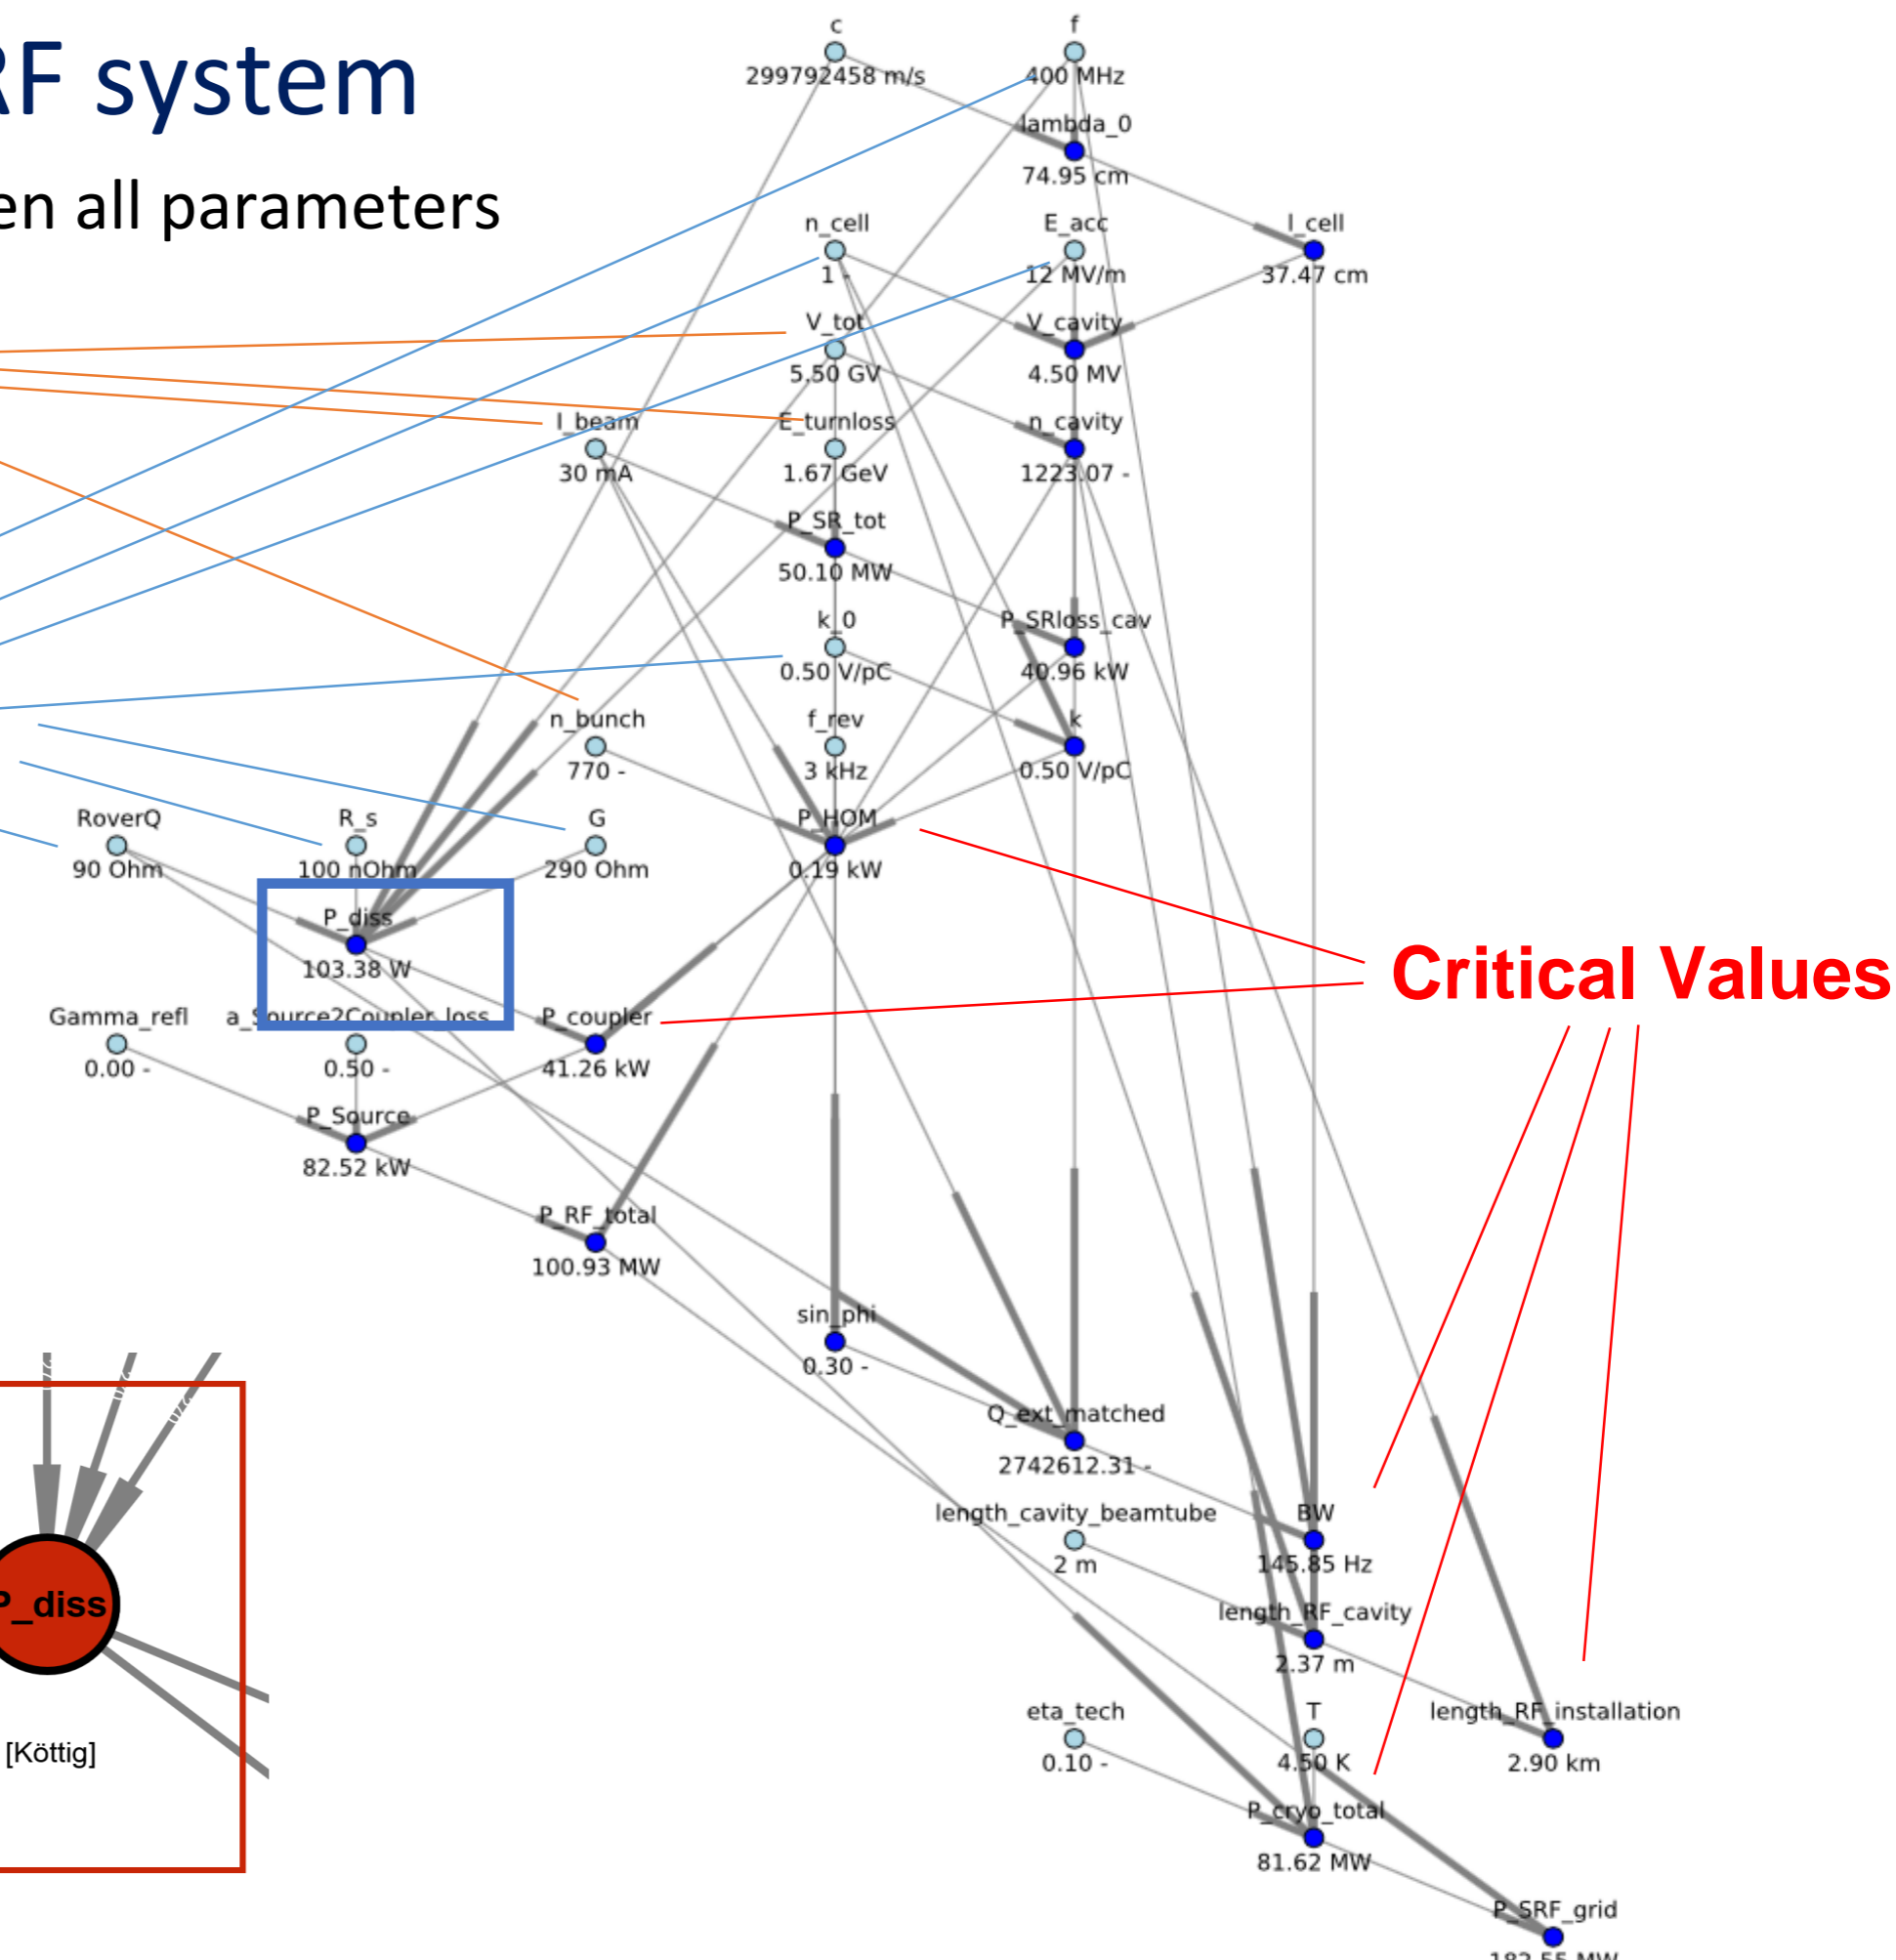 RF system
en all parameters
c
299792458 m/s
f
400 MHz
lambda_0
74.95 cm
n_cell
1 -
E_acc
12 MV/m
l_cell
37.47 cm
V_tot
5.50 GV
V_cavity
4.50 MV
I_beam
30 mA
E_turnloss
1.67 GeV
n_cavity
1223.07 -
P_SR_tot
50.10 MW
k_0
0.50 V/pC
P_SRloss_cav
40.96 kW
n_bunch
770 -
f_rev
3 kHz
k
0.50 V/pC
RoverQ
90 Ohm
R_s
100 nOhm
G
290 Ohm
P_HOM
0.19 kW
P_diss
103.38 W
Critical Values
Gamma_refl
0.00 -
a_Source2Coupler_loss
0.50 -
P_coupler
41.26 kW
P_Source
82.52 kW
P_RF_total
100.93 MW
sin_phi
0.30 -
Q_ext_matched
2742612.31 -
length_cavity_beamtube
2 m
BW
145.85 Hz
P_diss
length_RF_cavity
2.37 m
[Köttig]
eta_tech
0.10 -
T
4.50 K
length_RF_installation
2.90 km
P_cryo_total
81.62 MW
P_SRF_grid
182.55 MW